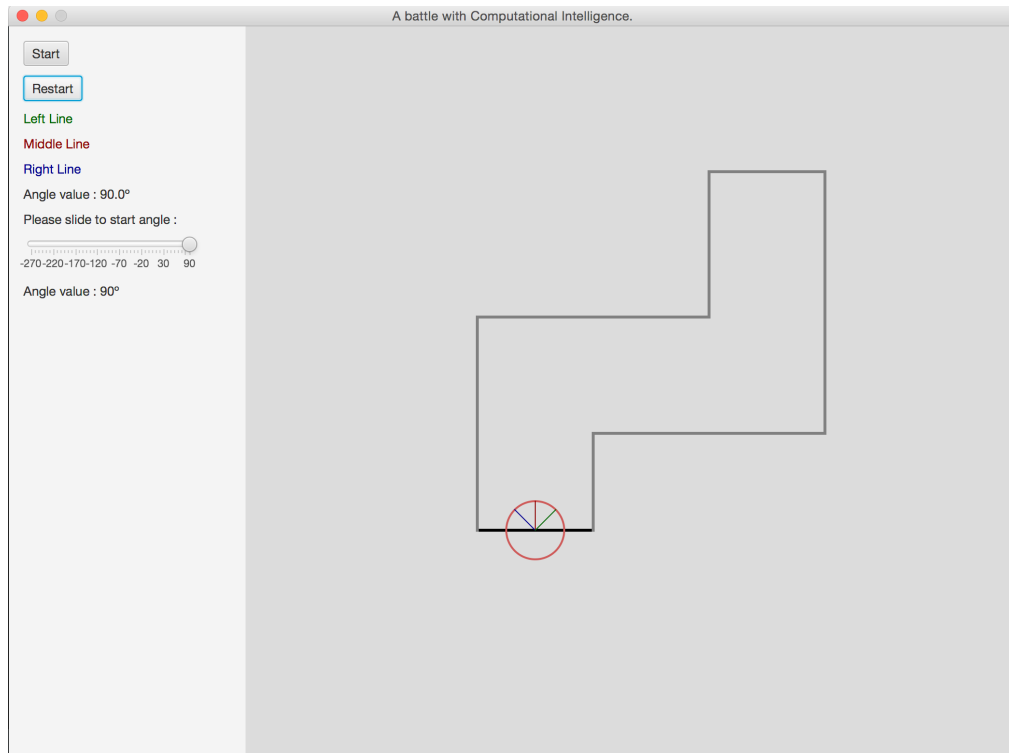 A battle with Computational Intelligence.
Start
Restart
Left Line
Middle Line
Right Line
Angle value : 90.0º
Please slide to start angle :
-270-220-170-120 -70 -20 30 90
Angle value : 90º